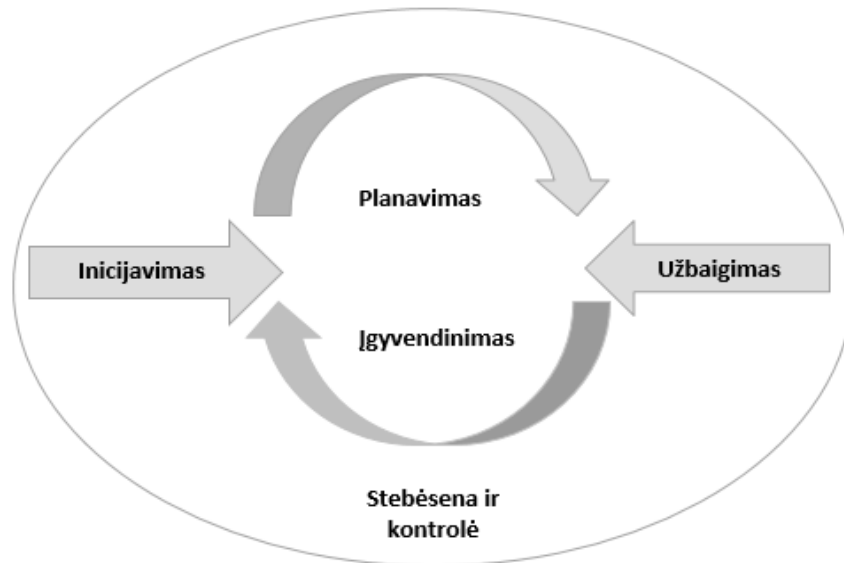 Planavimas
Inicijavimas
Užbaigimas
Įgyvendinimas
Stebėsena ir
kontrolė